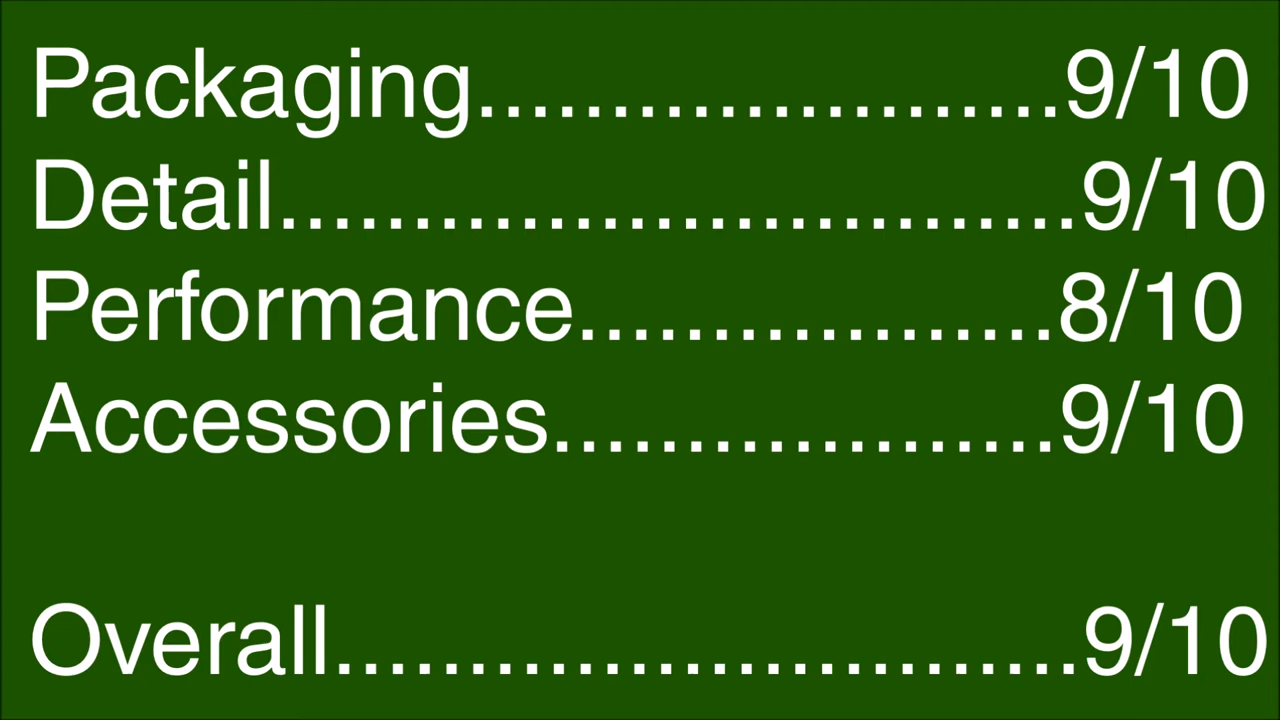 Packaging......................9/10
Detail..............................9/10
Performance..................8/10
Accessories...................9/10
Overall............................9/10